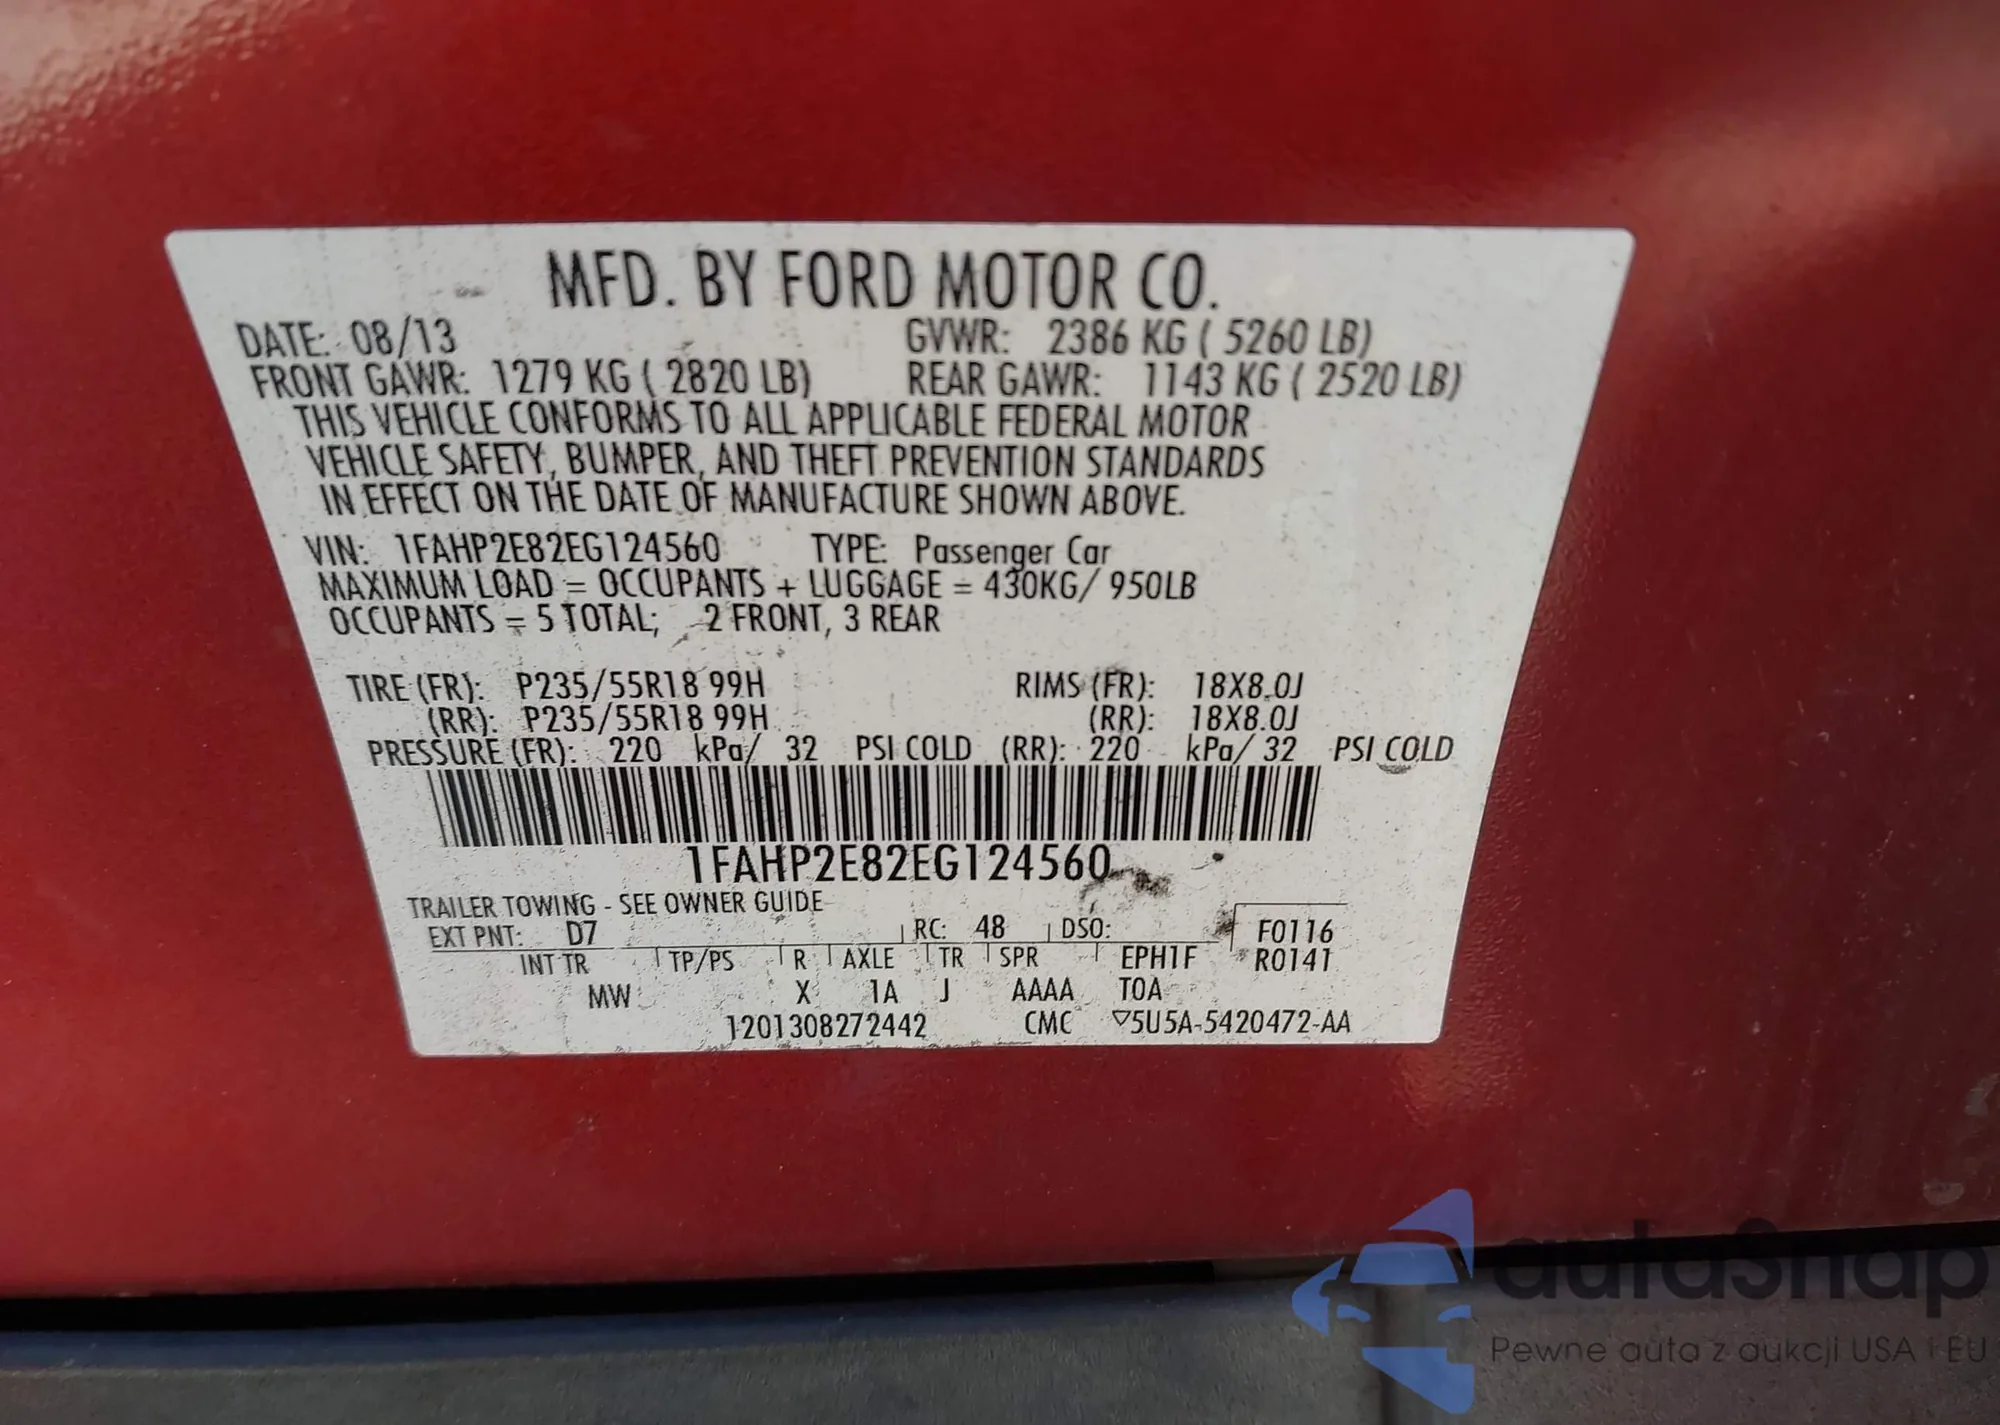 MFD. BY FORD MOTOR CO.
DATE: 08/13 GVWR: 2386 KG ( 5260 LB)
FRONT GAWR: 1279 KG ( 2820 LB) REAR GAWR: 1143 KG ( 2520 LB)
THIS VEHICLE CONFORMS TO ALL APPLICABLE FEDERAL MOTOR
VEHICLE SAFETY, BUMPER, AND THEFT PREVENTION STANDARDS
IN EFFECT ON THE DATE OF MANUFACTURE SHOWN ABOVE.
VIN: 1FAHP2E82EG124560 TYPE: Passenger Car
MAXIMUM LOAD = OCCUPANTS + LUGGAGE = 430KG/ 950LB
OCCUPANTS = 5 TOTAL; 2 FRONT, 3 REAR
TIRE (FR): P235/55R18 99H RIMS (FR): 18X8.0J
(RR): P235/55R18 99H (RR): 18X8.0J
PRESSURE (FR): 220 kPa/ 32 PSI COLD (RR): 220 kPa/ 32 PSI COLD
1FAHP2E82EG124560
TRAILER TOWING - SEE OWNER GUIDE
EXT PNT: D7 RC: 48 DSO: F0116
INT TR TP/PS R AXLE TR SPR EPH1F R0141
MW X 1A J AAAA TOA
1201308272442 CMC ▽5U5A-5420472-AA
autaSnap
Pewne auta z aukcji USA i EU